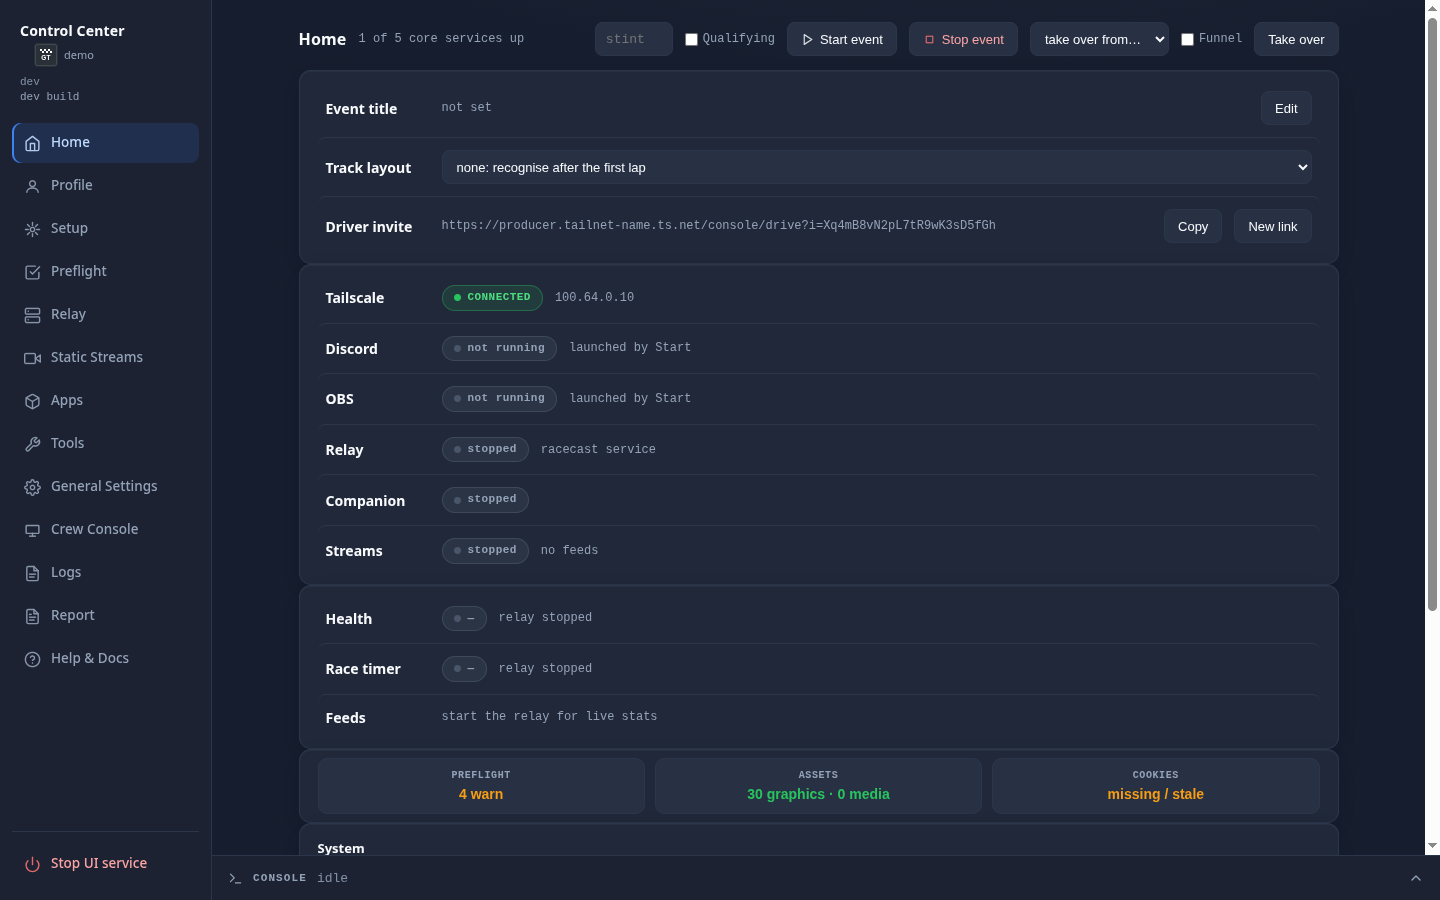 Control Center
GT demo
dev
dev build
Home
Profile
Setup
Preflight
Relay
Static Streams
Apps
Tools
General Settings
Crew Console
Logs
Report
Help & Docs
Stop UI service
Home 1 of 5 core services up stint Qualifying Start event Stop event take over from… Funnel Take over
Event title not set Edit
Track layout none: recognise after the first lap
Driver invite https://producer.tailnet-name.ts.net/console/drive?i=Xq4mB8vN2pL7tR9wK3sD5fGh Copy New link
Tailscale CONNECTED 100.64.0.10
Discord not running launched by Start
OBS not running launched by Start
Relay stopped racecast service
Companion stopped
Streams stopped no feeds
Health — relay stopped
Race timer — relay stopped
Feeds start the relay for live stats
PREFLIGHT
4 warn
ASSETS
30 graphics · 0 media
COOKIES
missing / stale
System
CONSOLE idle